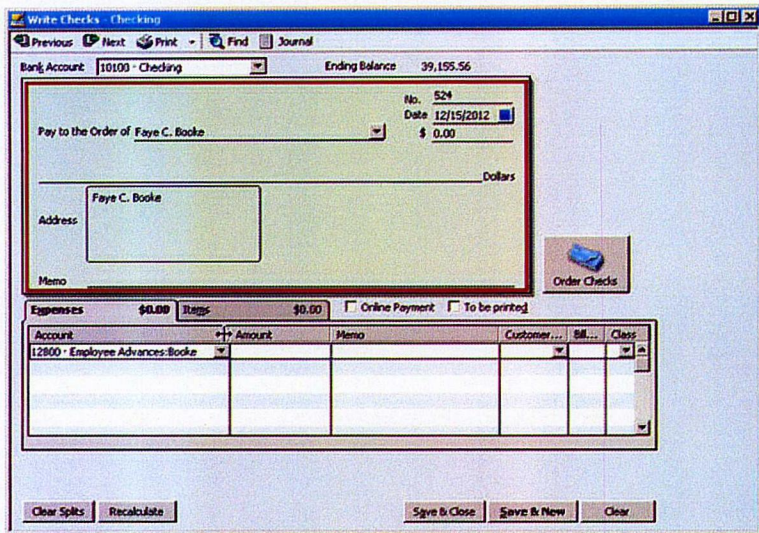 Write Checks - Checking
Previous Next Print Find Journal
Bank Account 10100 · Checking Ending Balance 39,155.56
No. 524
Date 12/15/2012
Pay to the Order of Faye C. Booke $ 0.00
Dollars
Faye C. Booke
Address
Memo
Order Checks
Expenses $0.00 Items $0.00 Online Payment To be printed
Account Amount Memo Customer... Bill... Class
12800 · Employee Advances:Booke
Clear Splits Recalculate Save & Close Save & New Clear